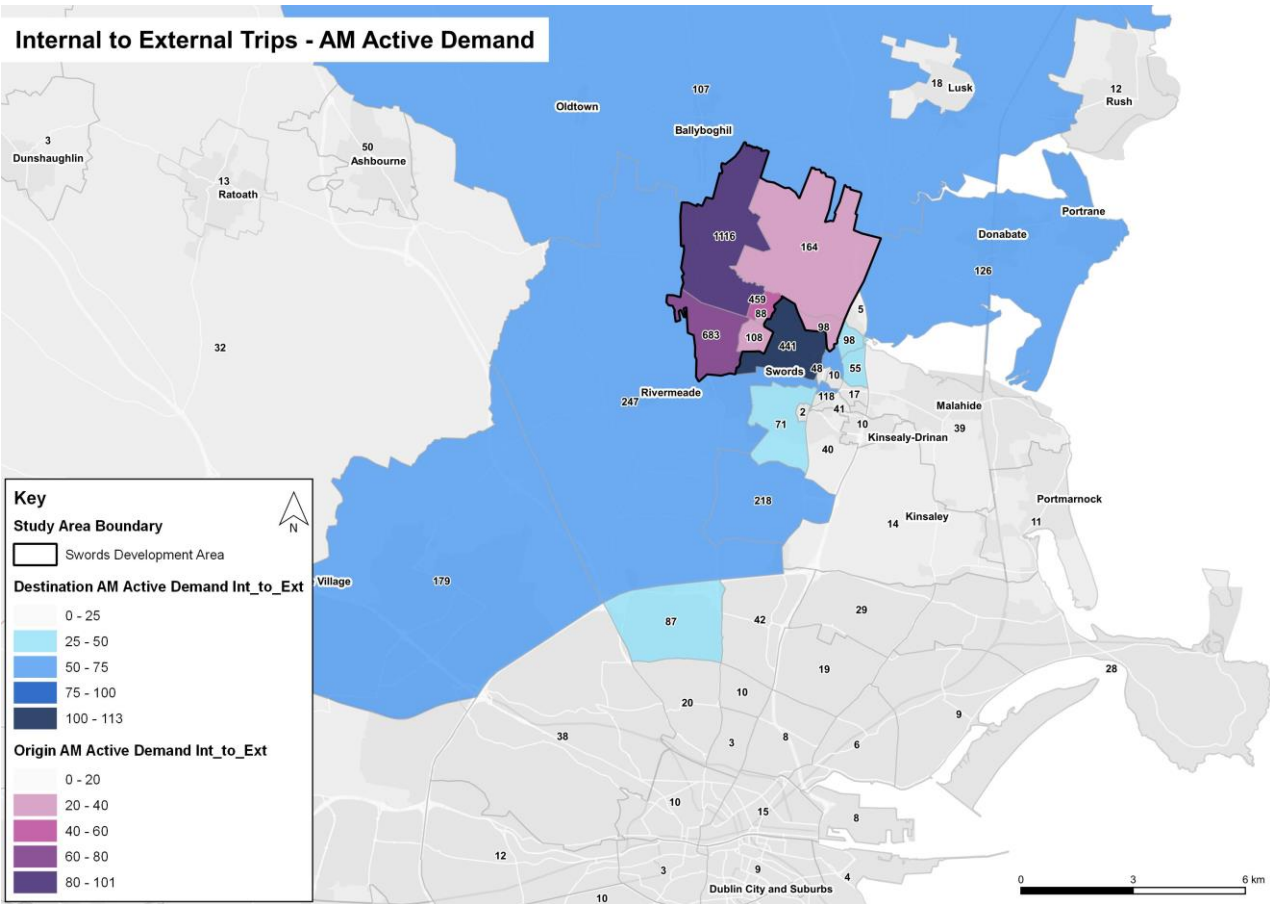 Internal to External Trips - AM Active Demand
Oldtown
107
Ballyboghil
18 Lusk
12
Rush
3
Dunshaughlin
50
Ashbourne
13
Ratoath
Portrane
Donabate
126
1116
164
459
88
5
683
108
98
441
98
32
Swords
48
10
55
Rivermeade
247
118
17
2
41
Malahide
71
10
39
Kinsealy-Drinan
40
218
Portmarnock
11
14
Kinsaley
Village
179
87
42
29
19
28
20
10
9
38
3
8
6
10
15
8
12
3
9
4
Dublin City and Suburbs
10
Key
N
Study Area Boundary
Swords Development Area
Destination AM Active Demand Int_to_Ext
0 - 25
25 - 50
50 - 75
75 - 100
100 - 113
Origin AM Active Demand Int_to_Ext
0 - 20
20 - 40
40 - 60
60 - 80
80 - 101
0 3 6 km